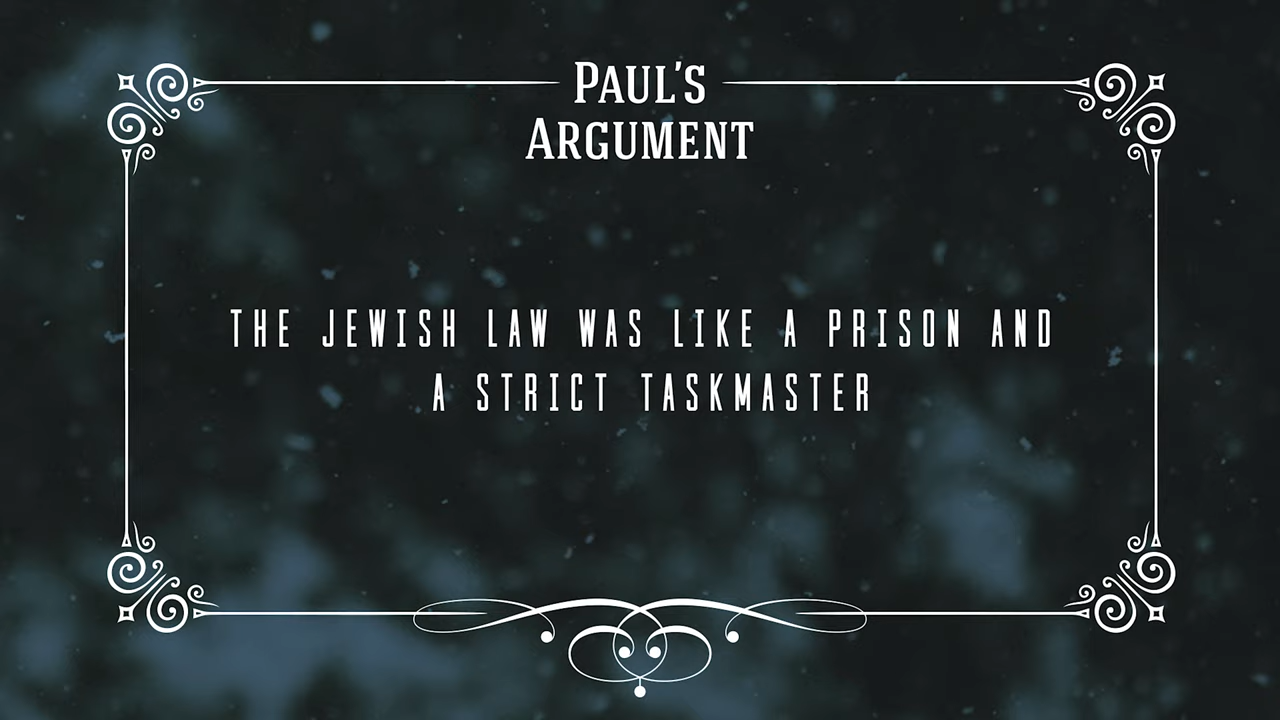 PAUL'S
ARGUMENT
THE JEWISH LAW WAS LIKE A PRISON AND
A STRICT TASKMASTER